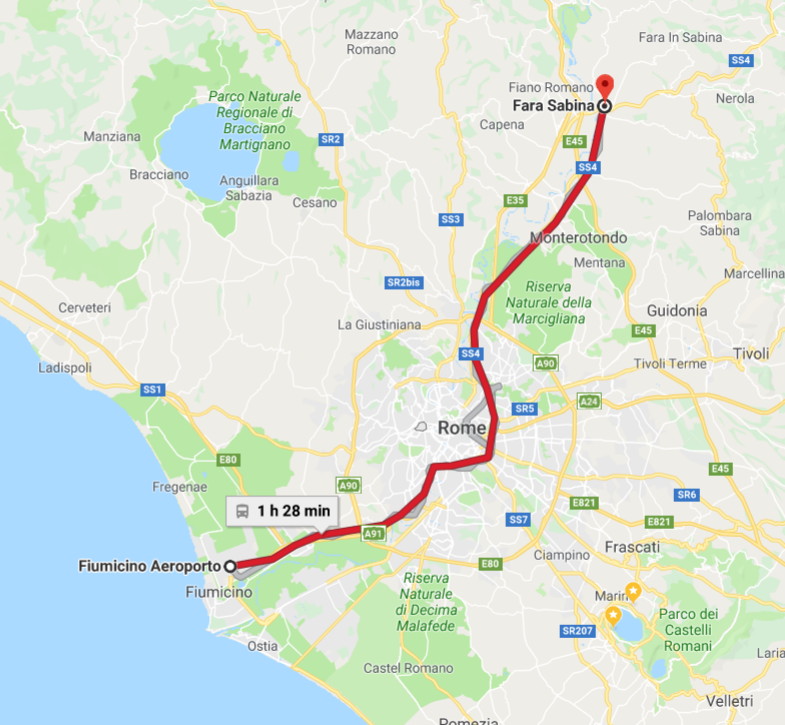 Mazzano
Romano
Fara In Sabina
SS4
Fiano Romano
Fara Sabina
Nerola
Parco Naturale
Regionale di
Bracciano
Martignano
Capena
Manziana
SR2
E45
SS4
Bracciano
Anguillara
Sabazia
Cesano
E35
SS3
Palombara
Sabina
Monterotondo
Mentana
Marcellina
SR2bis
Riserva
Naturale della
Marcigliana
Cerveteri
La Giustiniana
Guidonia
E45
SS4
Tivoli
Ladispoli
A90
Tivoli Terme
SS1
A24
SR5
Rome
E80
E45
Fregenae
A90
SR6
E821
1 h 28 min
SS7
E821
A91
Frascati
Ciampino
Fiumicino Aeroporto
E80
Fiumicino
Riserva
Naturale
di Decima
Malafede
Marin
Parco dei
Castelli
Romani
SR207
Ostia
Laria
Castel Romano
Velletri
Pomezia